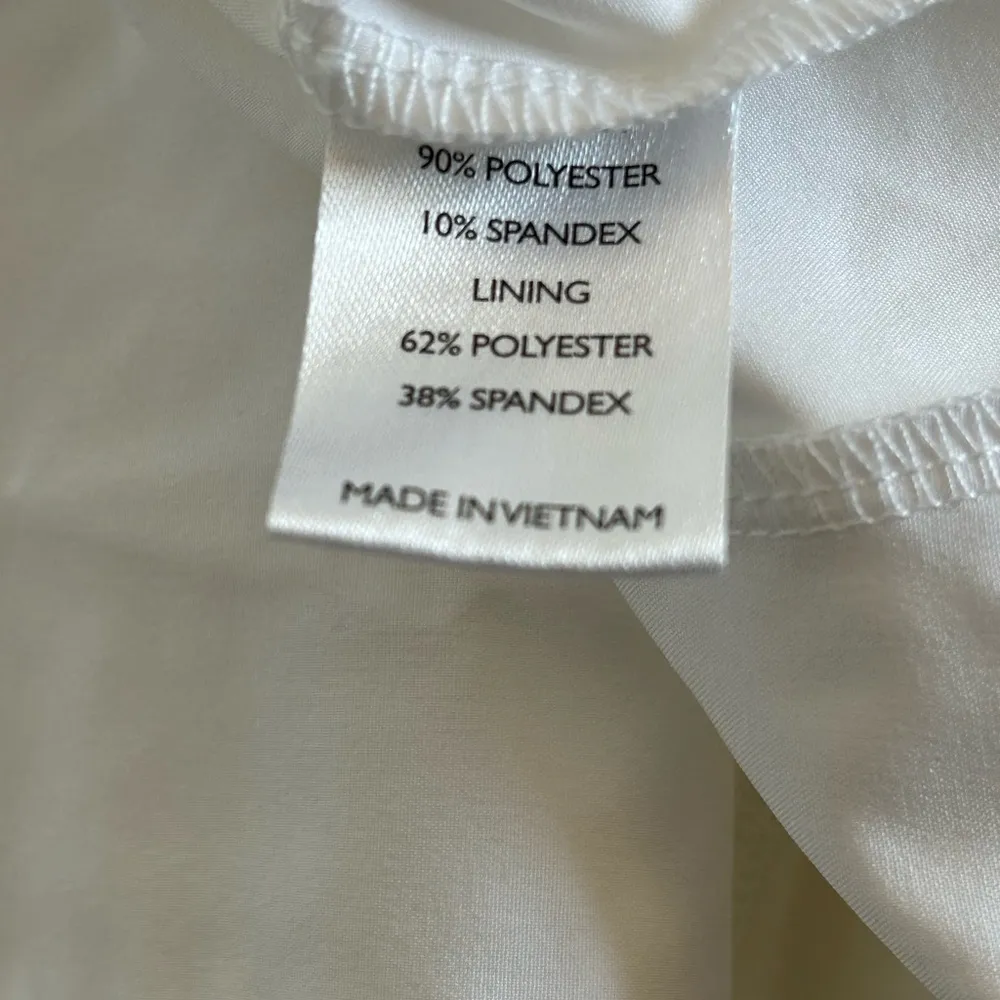 90% POLYESTER
10% SPANDEX
LINING
62% POLYESTER
38% SPANDEX
MADE IN VIETNAM